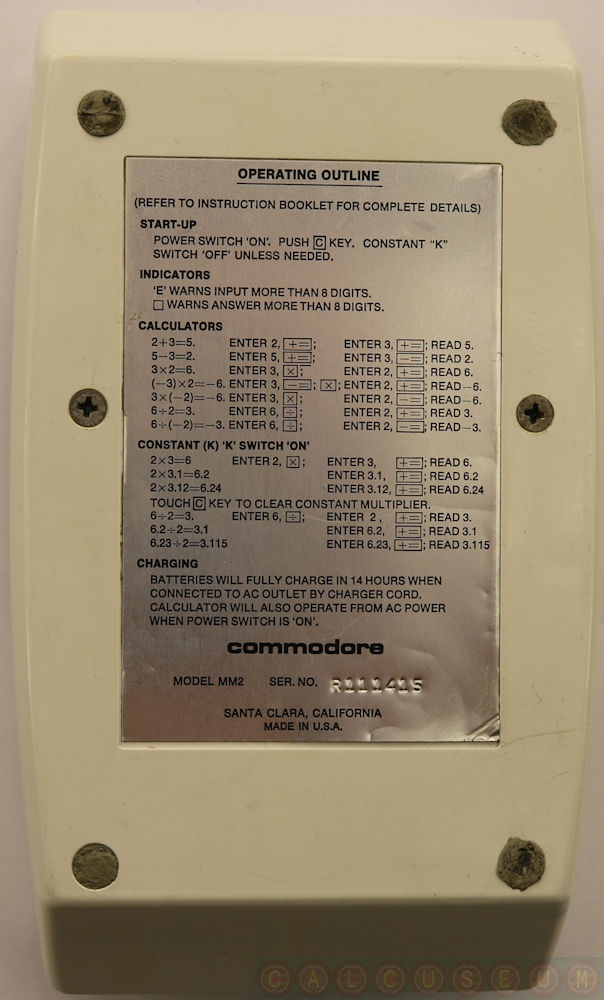 OPERATING OUTLINE
(REFER TO INSTRUCTION BOOKLET FOR COMPLETE DETAILS)
START-UP
POWER SWITCH 'ON'. PUSH C KEY. CONSTANT "K"
SWITCH 'OFF' UNLESS NEEDED.
INDICATORS
'E' WARNS INPUT MORE THAN 8 DIGITS.
□ WARNS ANSWER MORE THAN 8 DIGITS.
CALCULATORS
2+3=5. ENTER 2, +=; ENTER 3, +=; READ 5.
5−3=2. ENTER 5, +=; ENTER 3, −=; READ 2.
3×2=6. ENTER 3, ×; ENTER 2, +=; READ 6.
(−3)×2=−6. ENTER 3, −=; ×; ENTER 2, +=; READ−6.
3×(−2)=−6. ENTER 3, ×; ENTER 2, −=; READ−6.
6÷2=3. ENTER 6, ÷; ENTER 2, +=; READ 3.
6÷(−2)=−3. ENTER 6, ÷; ENTER 2, −=; READ−3.
CONSTANT (K) 'K' SWITCH 'ON'
2×3=6 ENTER 2, ×; ENTER 3, +=; READ 6.
2×3.1=6.2 ENTER 3.1, +=; READ 6.2
2×3.12=6.24 ENTER 3.12, +=; READ 6.24
TOUCH C KEY TO CLEAR CONSTANT MULTIPLIER.
6÷2=3. ENTER 6, ÷; ENTER 2 , +=; READ 3.
6.2÷2=3.1 ENTER 6.2, +=; READ 3.1
6.23÷2=3.115 ENTER 6.23, +=; READ 3.115
CHARGING
BATTERIES WILL FULLY CHARGE IN 14 HOURS WHEN
CONNECTED TO AC OUTLET BY CHARGER CORD.
CALCULATOR WILL ALSO OPERATE FROM AC POWER
WHEN POWER SWITCH IS 'ON'.
commodore
MODEL MM2 SER. NO. R111415
SANTA CLARA, CALIFORNIA
MADE IN U.S.A.
CALCUSEUM